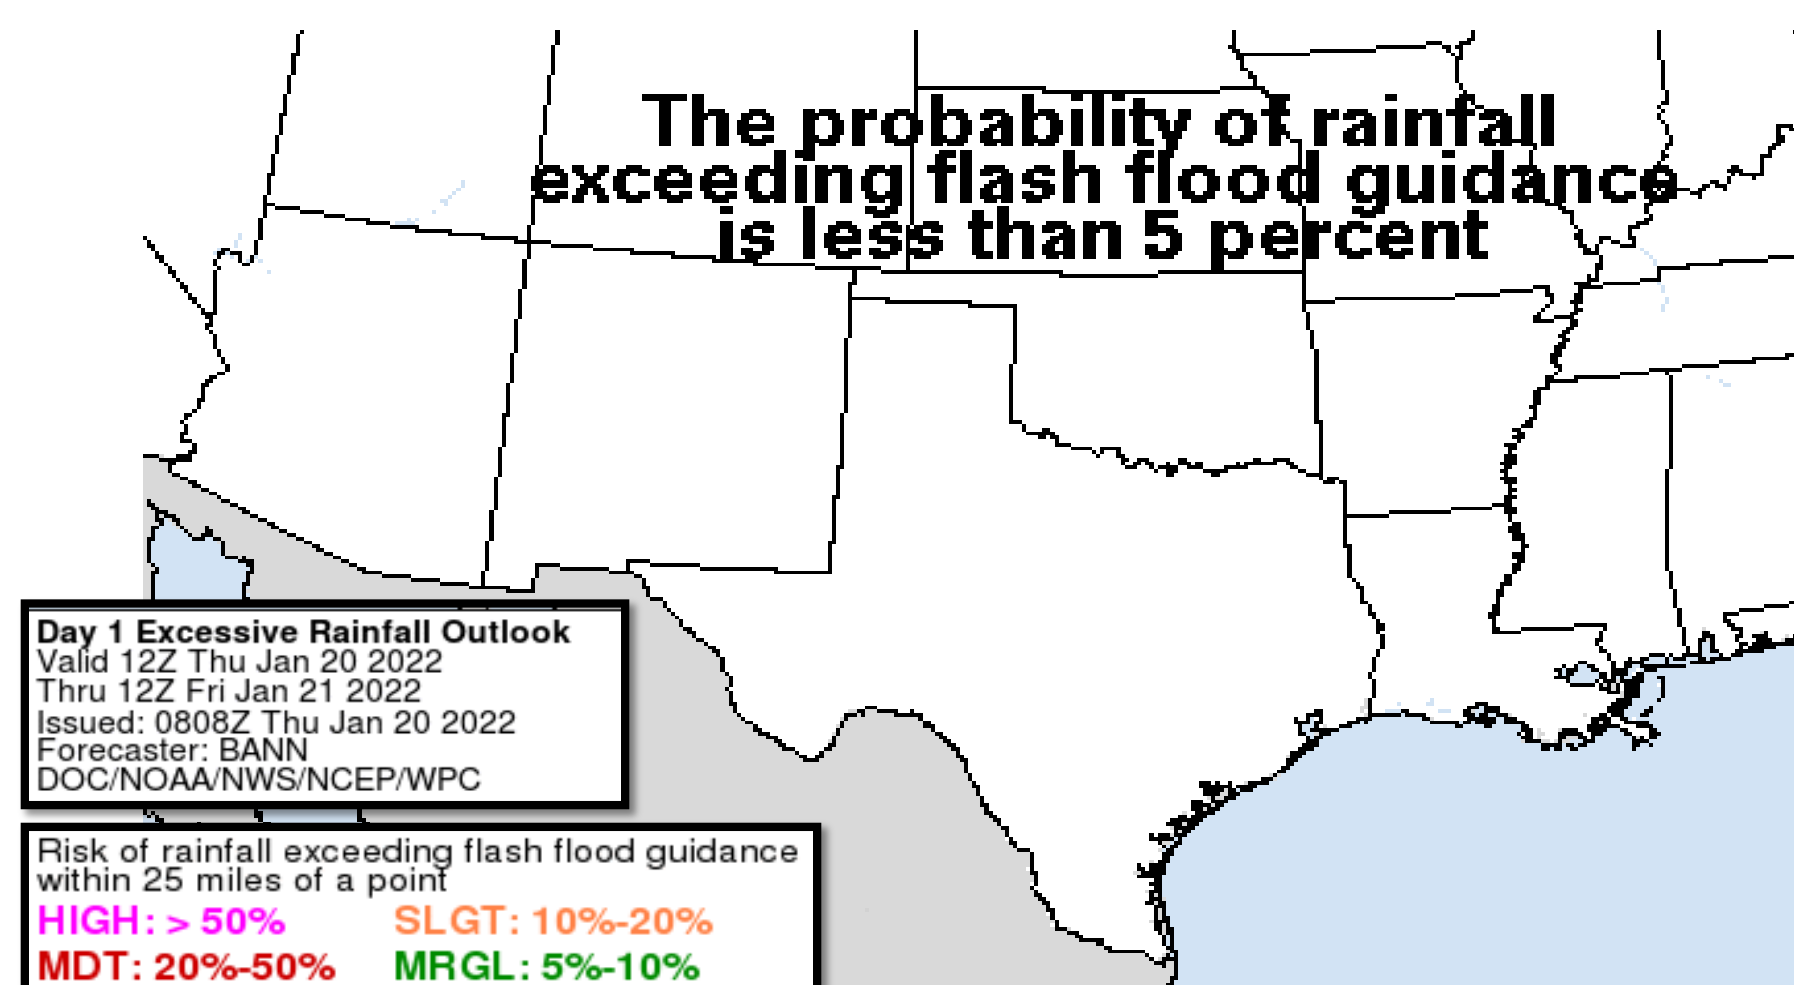 The probability of rainfall
exceeding flash flood guidance
is less than 5 percent
Day 1 Excessive Rainfall Outlook
Valid 12Z Thu Jan 20 2022
Thru 12Z Fri Jan 21 2022
Issued: 0808Z Thu Jan 20 2022
Forecaster: BANN
DOC/NOAA/NWS/NCEP/WPC
Risk of rainfall exceeding flash flood guidance
within 25 miles of a point
HIGH: > 50% SLGT: 10%-20%
MDT: 20%-50% MRGL: 5%-10%